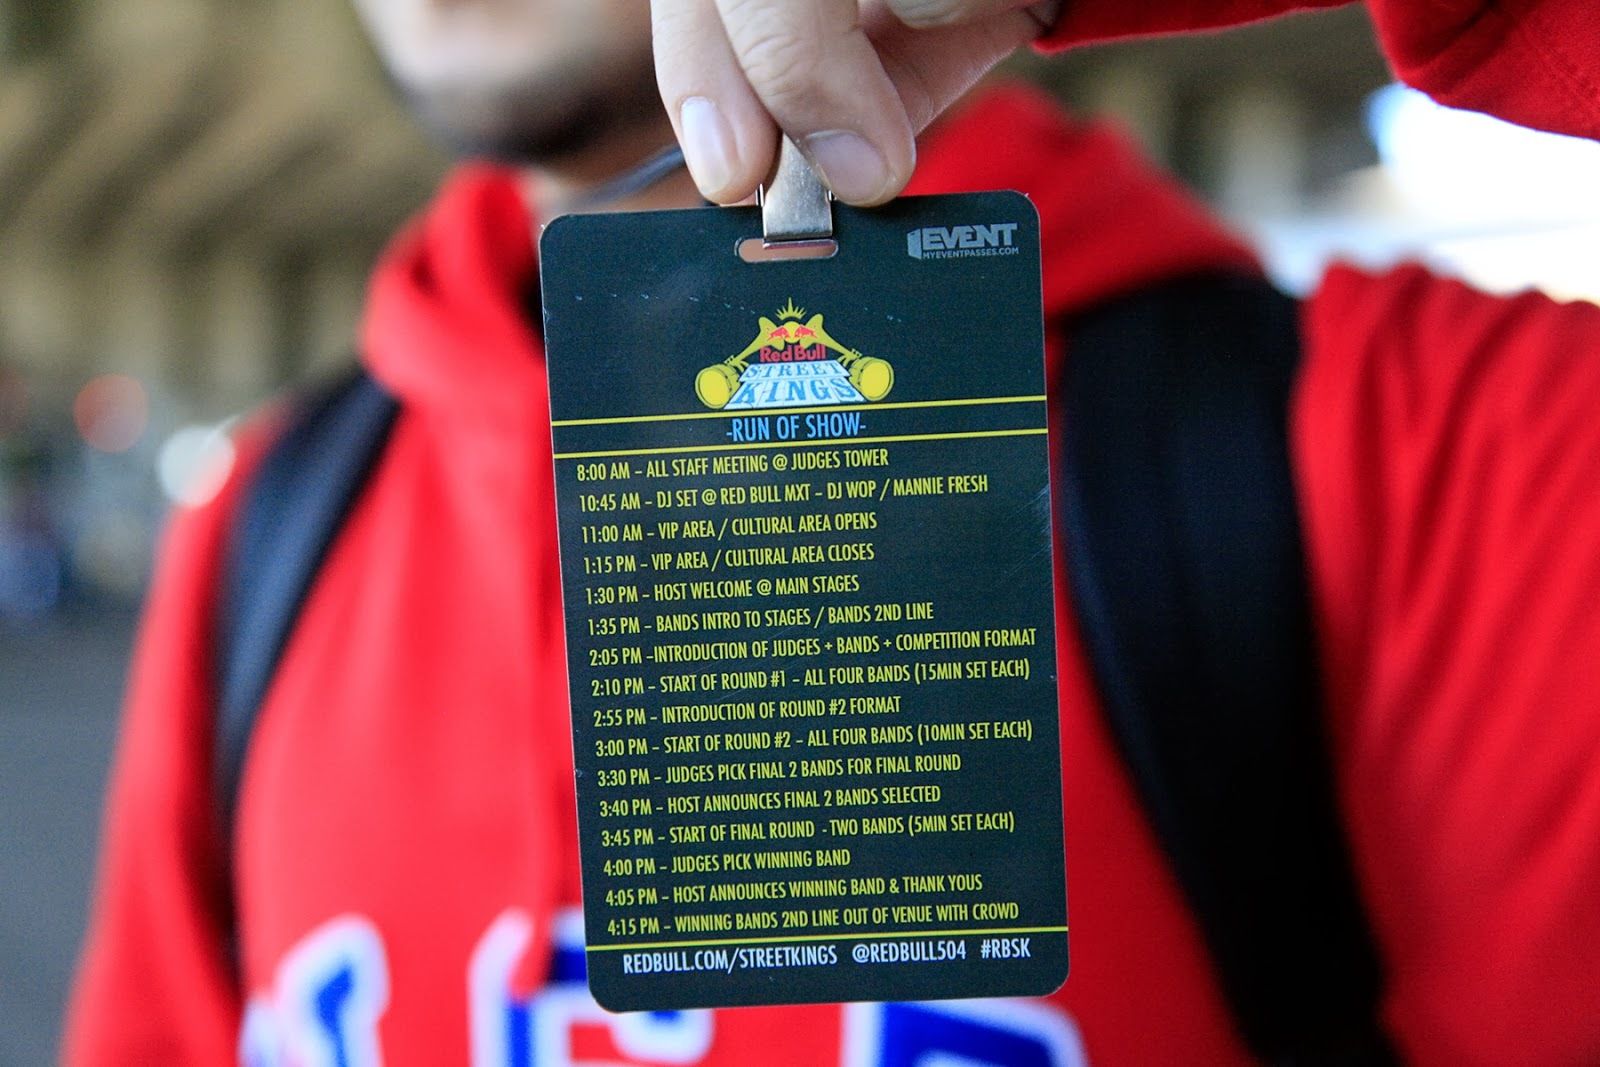 EVENT
MYEVENTPASSES.COM
Red Bull
STREET
KINGS
-RUN OF SHOW-
8:00 AM – ALL STAFF MEETING @ JUDGES TOWER
10:45 AM – DJ SET @ RED BULL MXT – DJ WOP / MANNIE FRESH
11:00 AM – VIP AREA / CULTURAL AREA OPENS
1:15 PM – VIP AREA / CULTURAL AREA CLOSES
1:30 PM – HOST WELCOME @ MAIN STAGES
1:35 PM – BANDS INTRO TO STAGES / BANDS 2ND LINE
2:05 PM –INTRODUCTION OF JUDGES + BANDS + COMPETITION FORMAT
2:10 PM – START OF ROUND #1 – ALL FOUR BANDS (15MIN SET EACH)
2:55 PM – INTRODUCTION OF ROUND #2 FORMAT
3:00 PM – START OF ROUND #2 – ALL FOUR BANDS (10MIN SET EACH)
3:30 PM – JUDGES PICK FINAL 2 BANDS FOR FINAL ROUND
3:40 PM – HOST ANNOUNCES FINAL 2 BANDS SELECTED
3:45 PM – START OF FINAL ROUND - TWO BANDS (5MIN SET EACH)
4:00 PM – JUDGES PICK WINNING BAND
4:05 PM – HOST ANNOUNCES WINNING BAND & THANK YOUS
4:15 PM – WINNING BANDS 2ND LINE OUT OF VENUE WITH CROWD
REDBULL.COM/STREETKINGS @REDBULL504 #RBSK